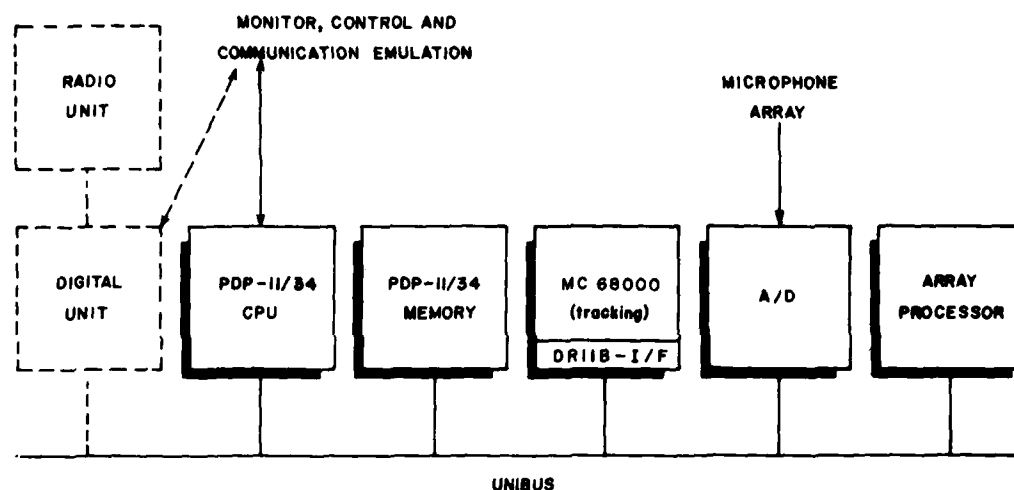 MONITOR, CONTROL AND
COMMUNICATION EMULATION
RADIO
UNIT
MICROPHONE
ARRAY
DIGITAL
UNIT
PDP-11/34
CPU
PDP-11/34
MEMORY
MC 68000
(tracking)
DR11B-I/F
A/D
ARRAY
PROCESSOR
UNIBUS